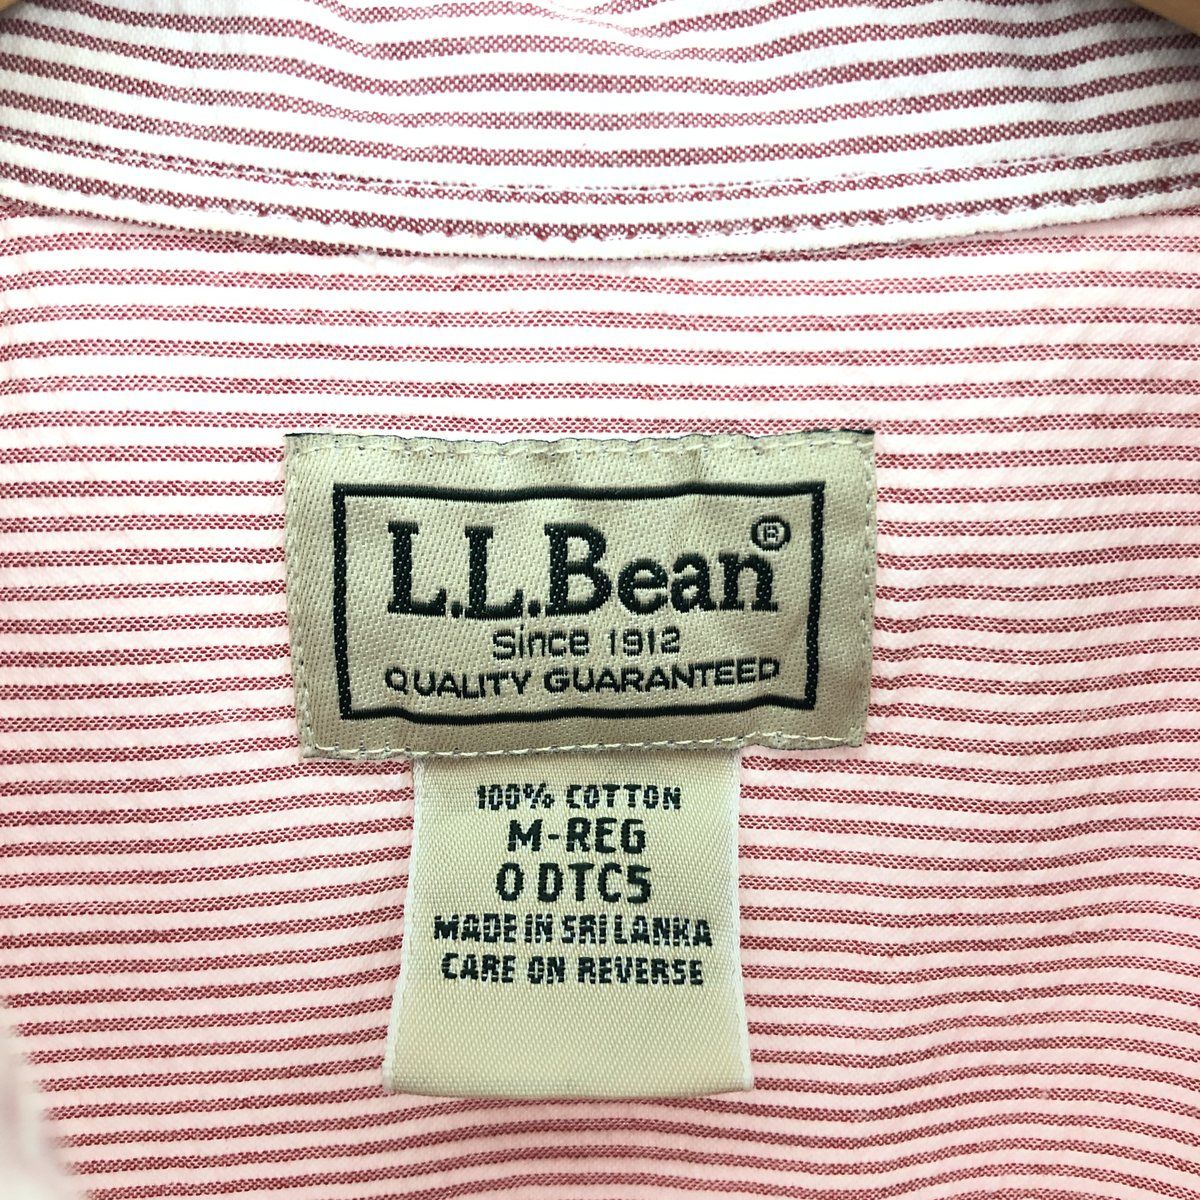 L.L.Bean®
Since 1912
QUALITY GUARANTEED
100% COTTON
M-REG
0 DTC5
MADE IN SRI LANKA
CARE ON REVERSE